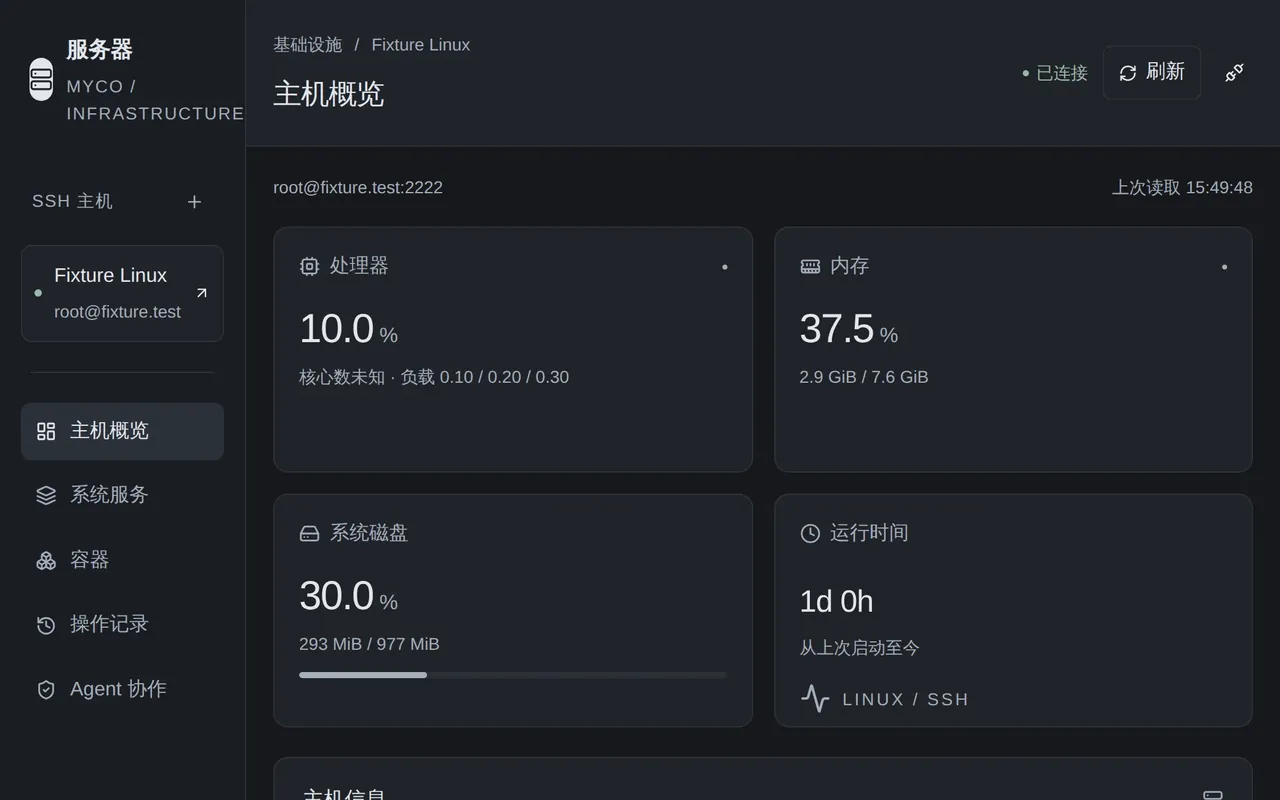 服务器
MYCO /
INFRASTRUCTURE
SSH 主机
Fixture Linux
root@fixture.test
主机概览
系统服务
容器
操作记录
Agent 协作
基础设施 / Fixture Linux
主机概览
已连接
刷新
root@fixture.test:2222
上次读取 15:49:48
处理器
10.0 %
核心数未知 · 负载 0.10 / 0.20 / 0.30
内存
37.5 %
2.9 GiB / 7.6 GiB
系统磁盘
30.0 %
293 MiB / 977 MiB
运行时间
1d 0h
从上次启动至今
LINUX / SSH
主机信息